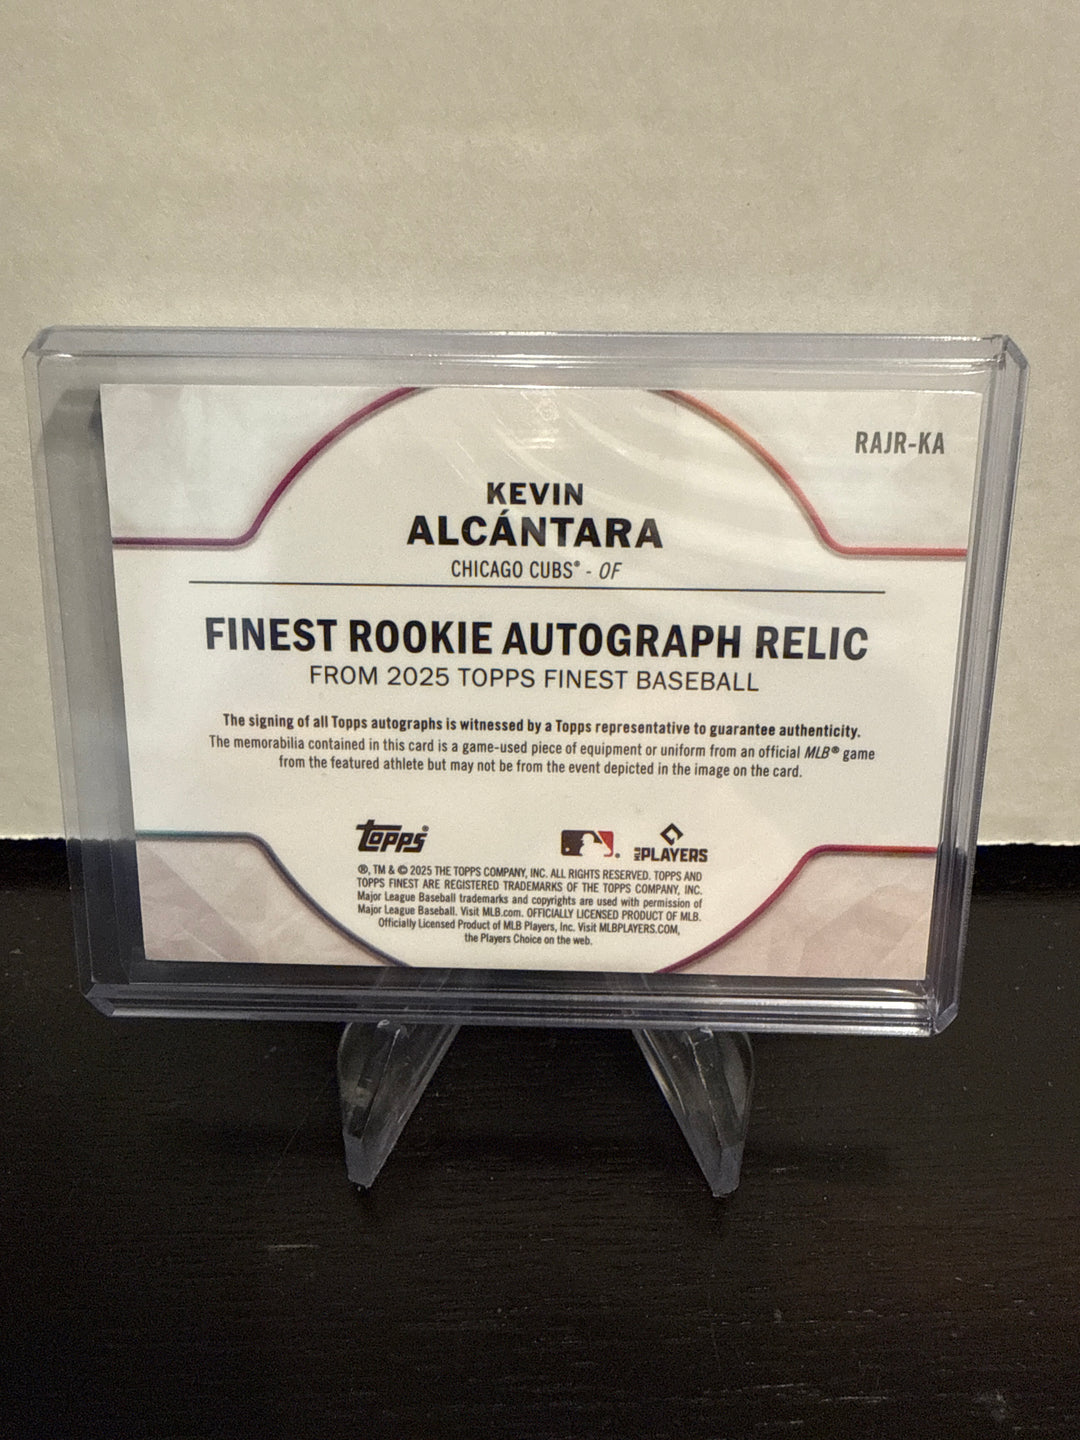 RAJR-KA
KEVIN
ALCÁNTARA
CHICAGO CUBS® - OF
FINEST ROOKIE AUTOGRAPH RELIC
FROM 2025 TOPPS FINEST BASEBALL
The signing of all Topps autographs is witnessed by a Topps representative to guarantee authenticity.
The memorabilia contained in this card is a game-used piece of equipment or uniform from an official MLB® game
from the featured athlete but may not be from the event depicted in the image on the card.
Topps®
MLB PLAYERS
®, TM & © 2025 THE TOPPS COMPANY, INC. ALL RIGHTS RESERVED. TOPPS AND
TOPPS FINEST ARE REGISTERED TRADEMARKS OF THE TOPPS COMPANY, INC.
Major League Baseball trademarks and copyrights are used with permission of
Major League Baseball. Visit MLB.com. OFFICIALLY LICENSED PRODUCT OF MLB.
Officially Licensed Product of MLB Players, Inc. Visit MLBPLAYERS.COM,
the Players Choice on the web.